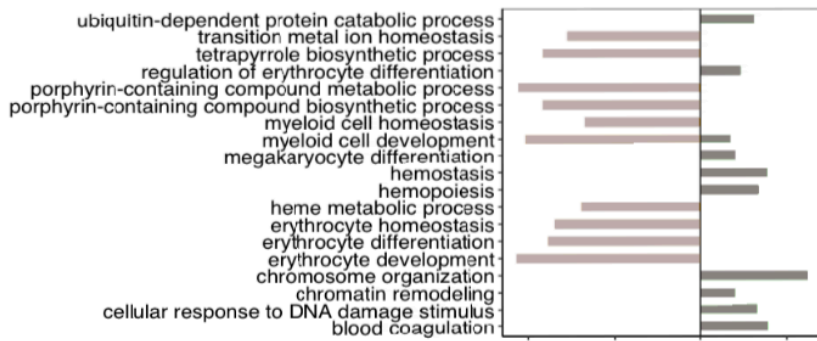 ubiquitin-dependent protein catabolic process
transition metal ion homeostasis
tetrapyrrole biosynthetic process
regulation of erythrocyte differentiation
porphyrin-containing compound metabolic process
porphyrin-containing compound biosynthetic process
myeloid cell homeostasis
myeloid cell development
megakaryocyte differentiation
hemostasis
hemopoiesis
heme metabolic process
erythrocyte homeostasis
erythrocyte differentiation
erythrocyte development
chromosome organization
chromatin remodeling
cellular response to DNA damage stimulus
blood coagulation